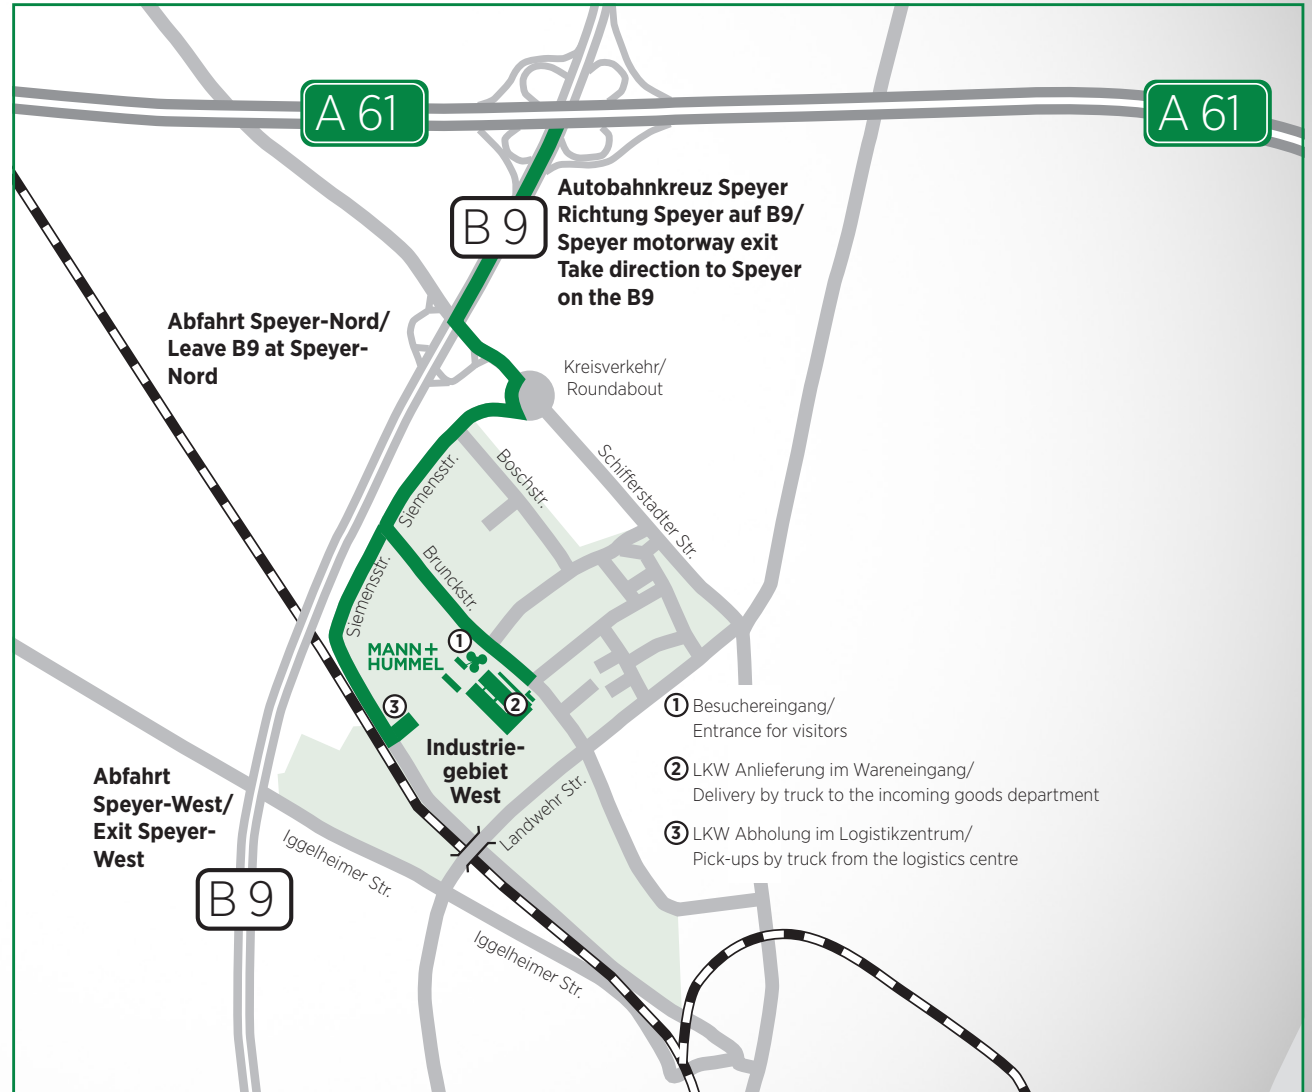 A 61
A 61
B 9
Autobahnkreuz Speyer
Richtung Speyer auf B9/
Speyer motorway exit
Take direction to Speyer
on the B9
Abfahrt Speyer-Nord/
Leave B9 at Speyer-
Nord
Kreisverkehr/
Roundabout
Siemensstr.
Boschstr.
Schifferstadter Str.
Siemensstr.
Brunckstr.
MANN+
HUMMEL
1
2
3
Industrie-
gebiet
West
1 Besuchereingang/
Entrance for visitors
2 LKW Anlieferung im Wareneingang/
Delivery by truck to the incoming goods department
3 LKW Abholung im Logistikzentrum/
Pick-ups by truck from the logistics centre
Abfahrt
Speyer-West/
Exit Speyer-
West
Landwehr Str.
Iggelheimer Str.
B 9
Iggelheimer Str.